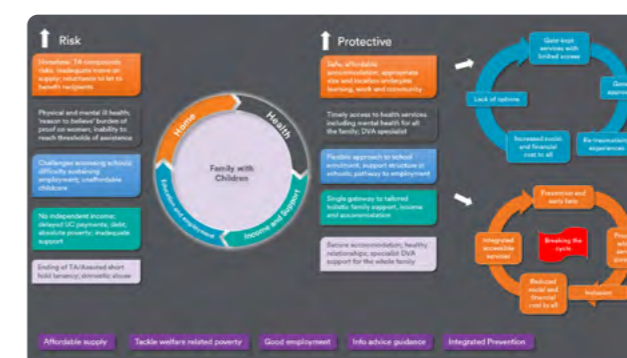 Risk
Homeless: TA compounds
risks; inadequate move on
supply; reluctance to let to
benefit recipients
Physical and mental ill health;
'reason to believe' burden of
proof on women; inability to
reach thresholds of assistance
Challenges accessing schools;
difficulty sustaining
employment; unaffordable
childcare
No independent income;
delayed UC payments, debt;
absolute poverty; inadequate
support
Ending of TA/Assured short
hold tenancy; domestic abuse
Home
Health
Income and Support
Education and employment
Family with
Children
Protective
Safe, affordable
accommodation; appropriate
size and location underpins
learning, work and community
Timely access to health services
including mental health for all
the family; DVA specialist
Flexible approach to school
enrolment; support structure in
schools; pathway to employment
Single gateway to tailored
holistic family support, income
and accommodation
Secure accommodation; healthy
relationships; specialist DVA
support for the whole family
Gate-kept
services with
limited access
Re-traumatising
experiences
Increased social
and financial
cost to all
Lack of options
Preventive and
early help
Inclusion
Reduced
social and
financial
cost to all
Integrated
accessible
services
Breaking the
cycle
Affordable supply
Tackle welfare related poverty
Good employment
Info advice guidance
Integrated Prevention